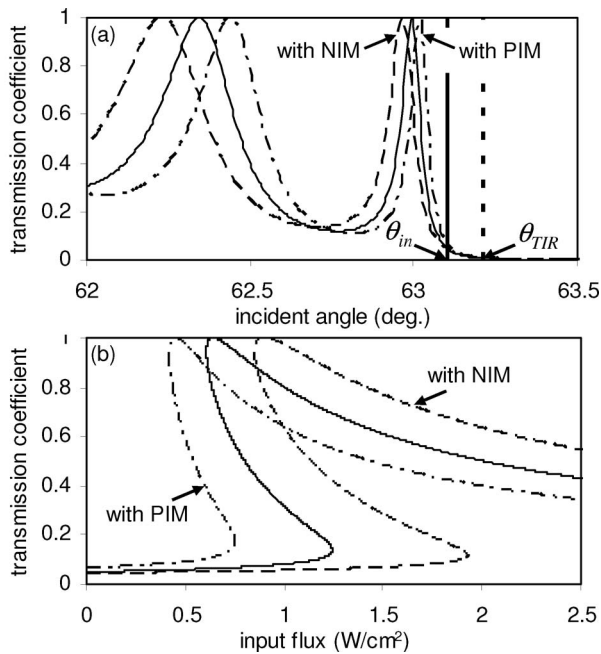 (a)
with NIM
with PIM
transmission coefficient
1
0.8
0.6
0.4
0.2
0
θin
θTIR
62
62.5
63
63.5
incident angle (deg.)
(b)
with NIM
with PIM
transmission coefficient
1
0.8
0.6
0.4
0.2
0
0
0.5
1
1.5
2
2.5
input flux (W/cm²)